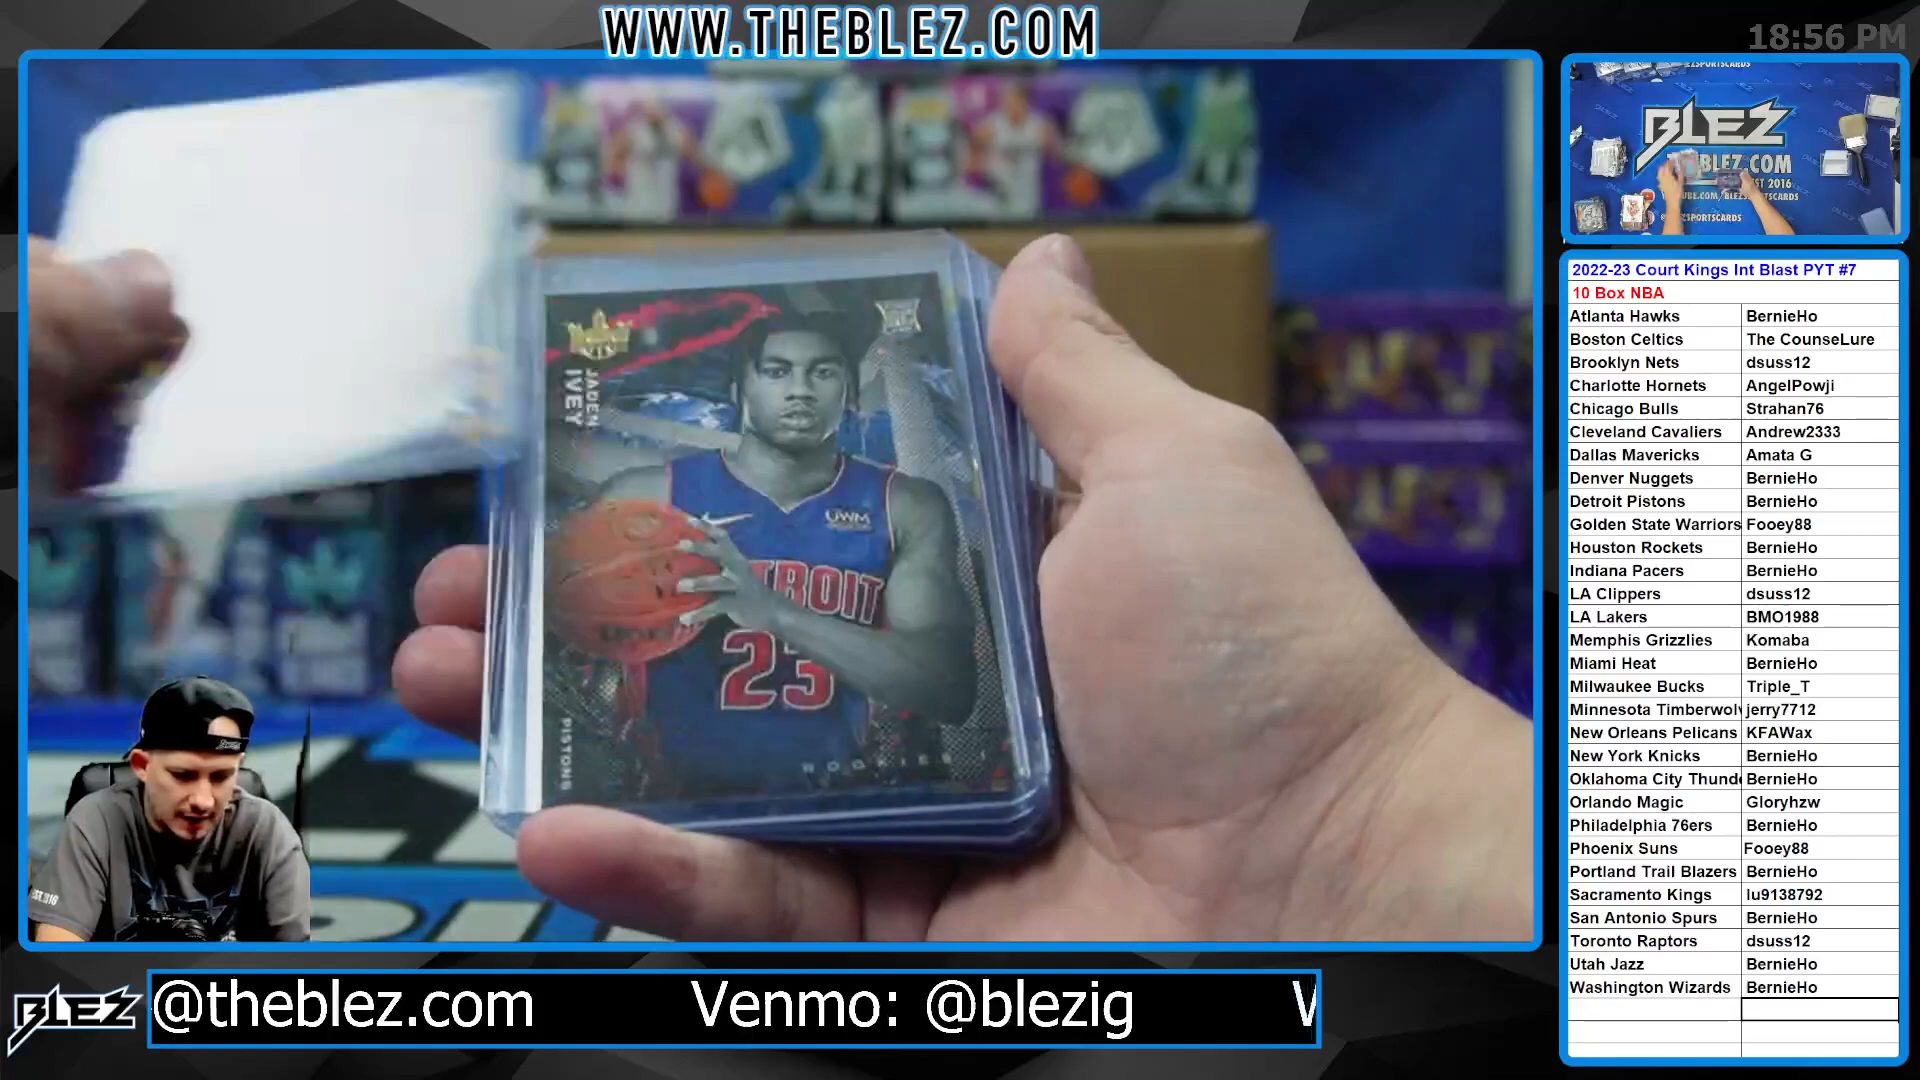 WWW.THEBLEZ.COM
18:56 PM
BLEZ
THEBLEZ.COM
EST 2016
JADEN
IVEY
UWM
DETROIT
23
PISTONS
ROOKIES I
2022-23 Court Kings Int Blast PYT #7
10 Box NBA
Atlanta Hawks BernieHo
Boston Celtics The CounseLure
Brooklyn Nets dsuss12
Charlotte Hornets AngelPowji
Chicago Bulls Strahan76
Cleveland Cavaliers Andrew2333
Dallas Mavericks Amata G
Denver Nuggets BernieHo
Detroit Pistons BernieHo
Golden State Warriors Fooey88
Houston Rockets BernieHo
Indiana Pacers BernieHo
LA Clippers dsuss12
LA Lakers BMO1988
Memphis Grizzlies Komaba
Miami Heat BernieHo
Milwaukee Bucks Triple_T
Minnesota Timberwolv jerry7712
New Orleans Pelicans KFAWax
New York Knicks BernieHo
Oklahoma City Thunde BernieHo
Orlando Magic Gloryhzw
Philadelphia 76ers BernieHo
Phoenix Suns Fooey88
Portland Trail Blazers BernieHo
Sacramento Kings lu9138792
San Antonio Spurs BernieHo
Toronto Raptors dsuss12
Utah Jazz BernieHo
Washington Wizards BernieHo
BLEZ
@theblez.com Venmo: @blezig W